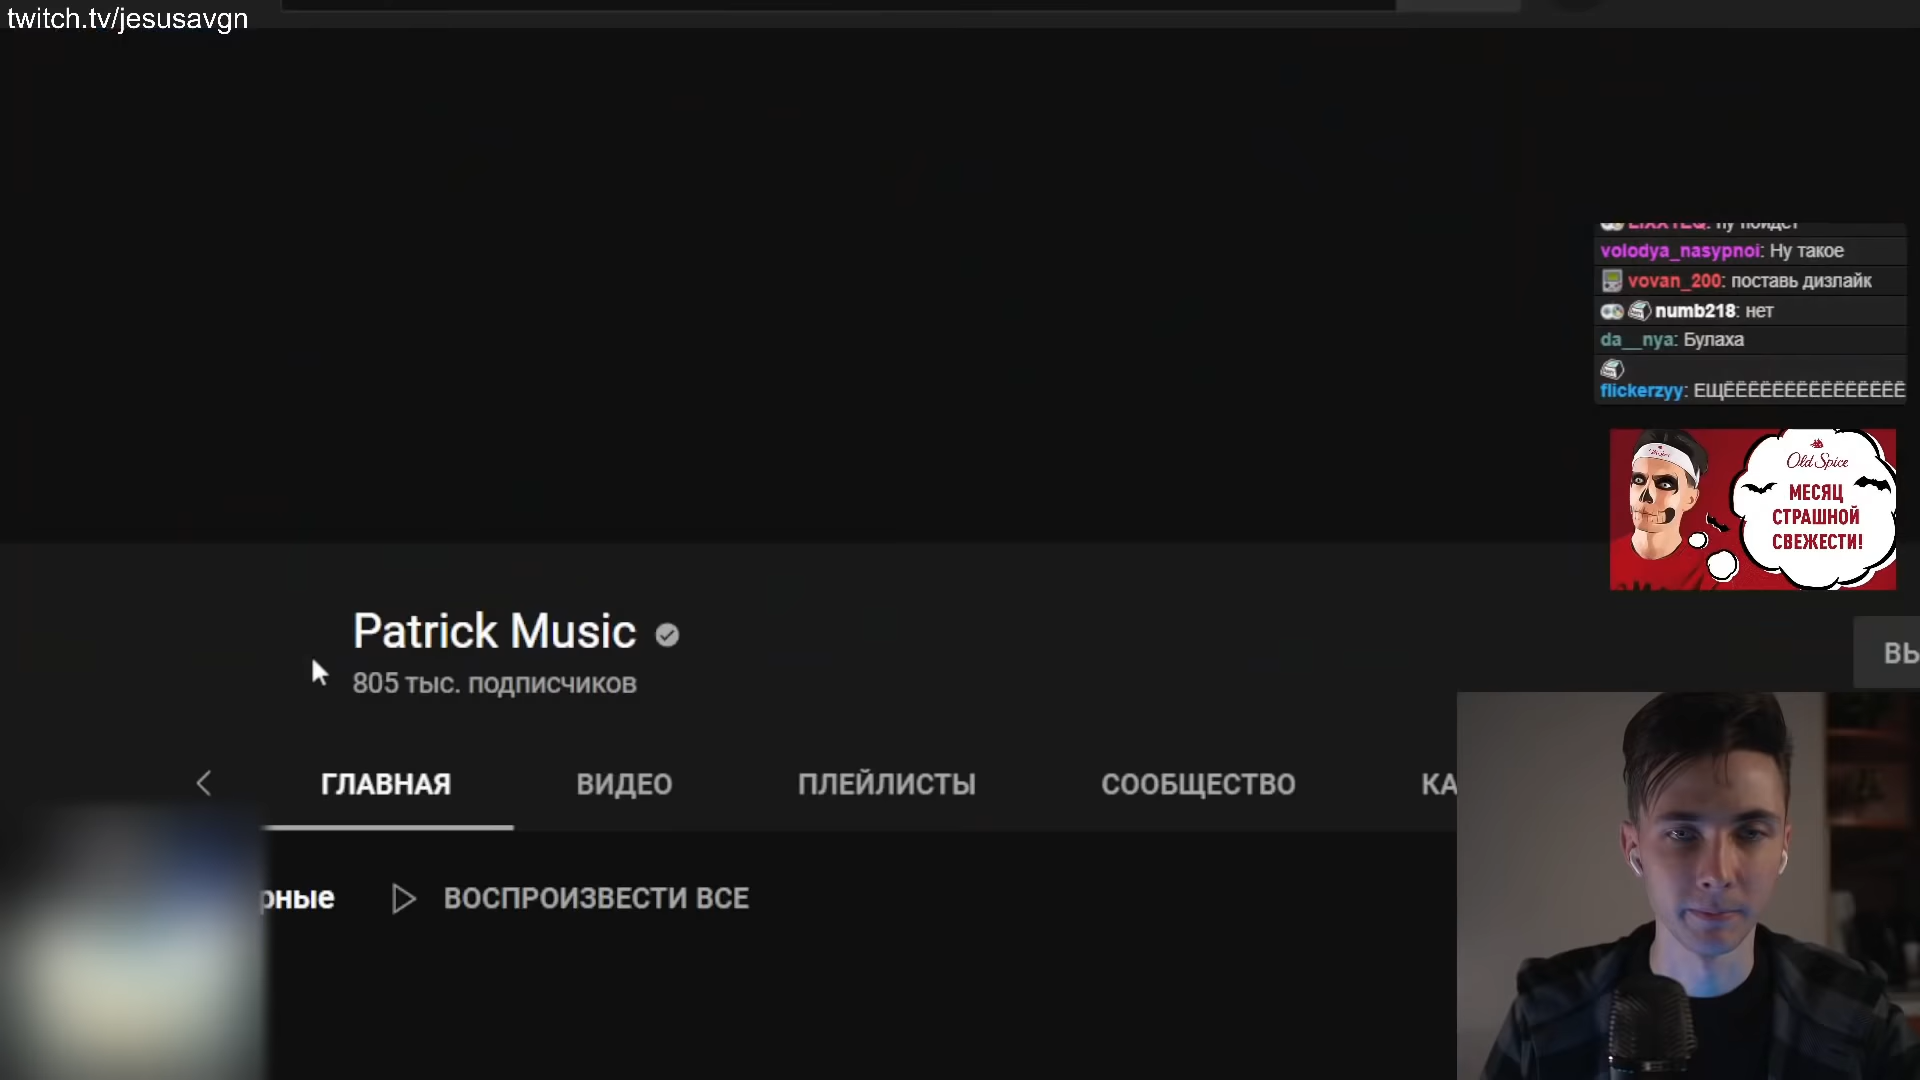 twitch.tv/jesusavgn
volodya_nasypnoi: Ну такое
vovan_200: поставь дизлайк
numb218: нет
da__nya: Булаха
flickerzyy: ЕЩЁЁЁЁЁЁЁЁЁЁЁЁЁЁЁ
Old Spice
МЕСЯЦ
СТРАШНОЙ
СВЕЖЕСТИ!
Patrick Music
805 тыс. подписчиков
ВЫ
ГЛАВНАЯ ВИДЕО ПЛЕЙЛИСТЫ СООБЩЕСТВО КА
рные ВОСПРОИЗВЕСТИ ВСЕ